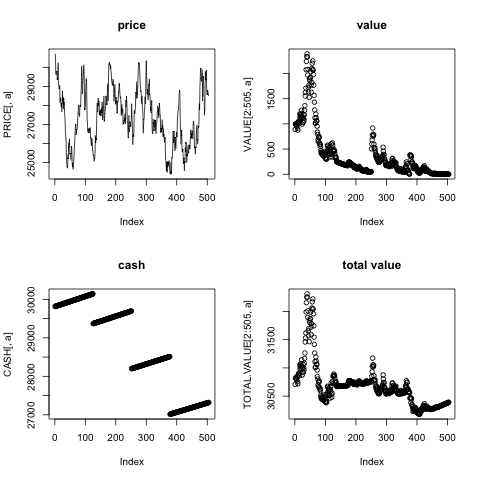 price
PRICE[, a]
25000 27000 29000
0 100 200 300 400 500
Index
value
VALUE[2:505, a]
0 500 1500
0 100 200 300 400 500
Index
cash
CASH[, a]
27000 28000 29000 30000
0 100 200 300 400 500
Index
total value
TOTAL.VALUE[2:505, a]
30500 31500
0 100 200 300 400 500
Index